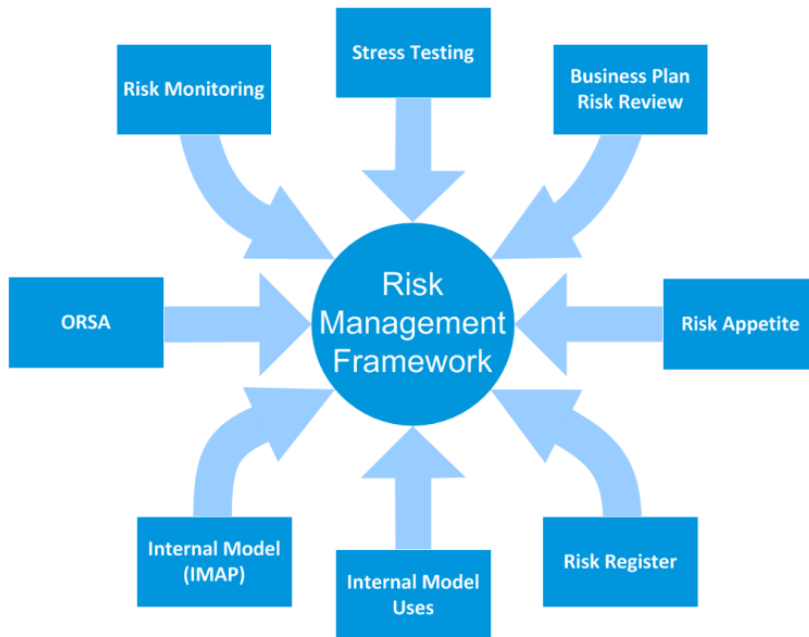 Stress Testing
Business Plan
Risk Review
Risk Monitoring
Risk
Management
Framework
ORSA
Risk Appetite
Internal Model
(IMAP)
Internal Model
Uses
Risk Register